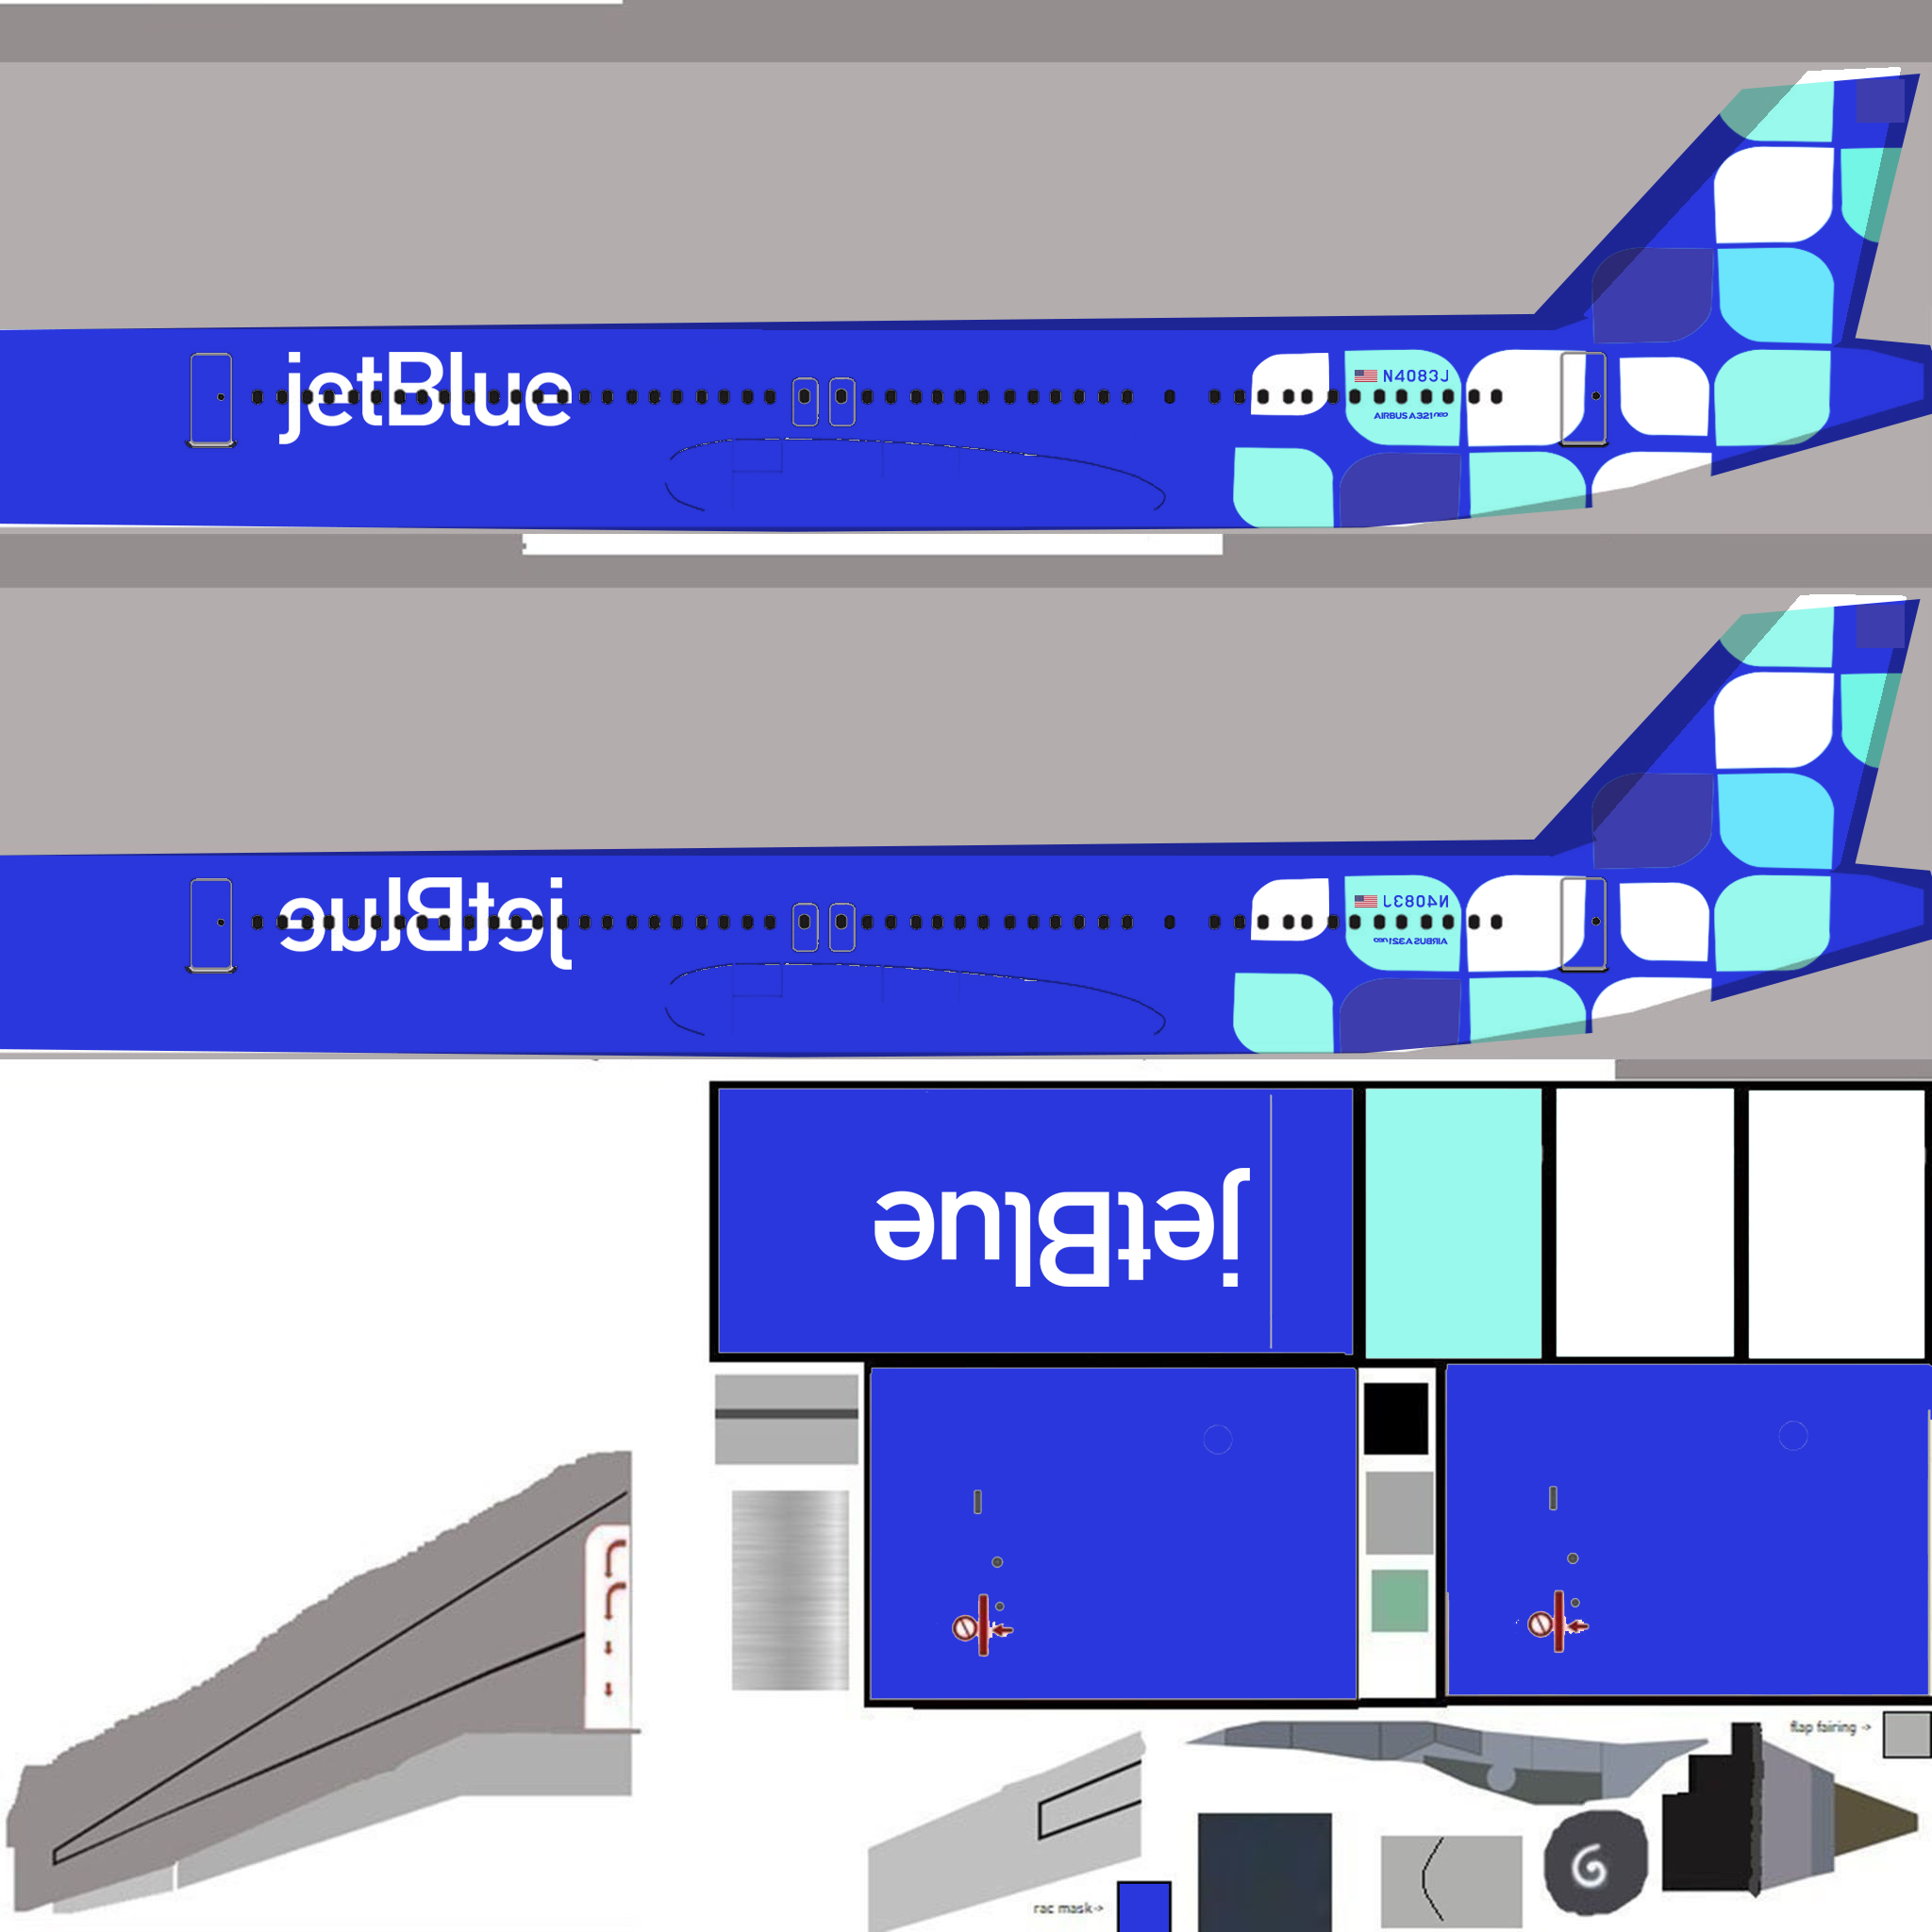 jetBlue
N4083J
AIRBUS A321neo
jetBlue
N4083J
AIRBUS A321neo
jetBlue
flap fairing ->
rac mask->